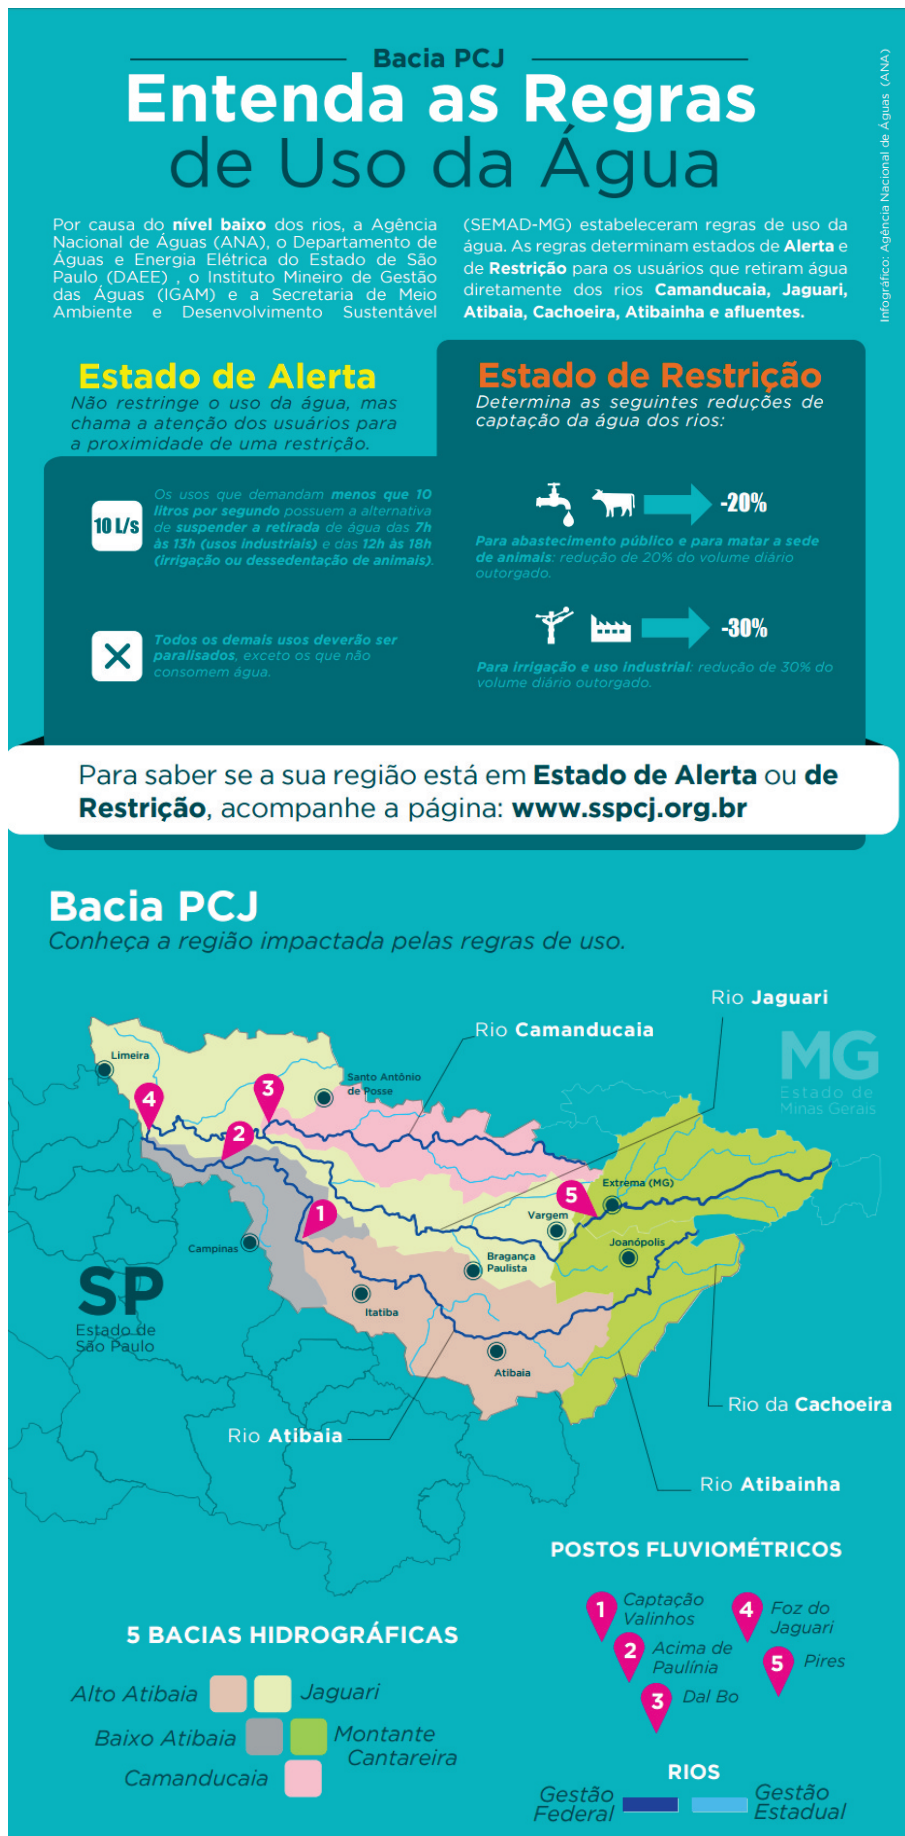 Bacia PCJ
Entenda as Regras
de Uso da Água
Infográfico: Agência Nacional de Águas (ANA)
Por causa do nível baixo dos rios, a Agência
Nacional de Águas (ANA), o Departamento de
Águas e Energia Elétrica do Estado de São
Paulo (DAEE) , o Instituto Mineiro de Gestão
das Águas (IGAM) e a Secretaria de Meio
Ambiente e Desenvolvimento Sustentável
(SEMAD-MG) estabeleceram regras de uso da
água. As regras determinam estados de Alerta e
de Restrição para os usuários que retiram água
diretamente dos rios Camanducaia, Jaguari,
Atibaia, Cachoeira, Atibainha e afluentes.
Estado de Alerta
Não restringe o uso da água, mas
chama a atenção dos usuários para
a proximidade de uma restrição.
10 L/s
Os usos que demandam menos que 10
litros por segundo possuem a alternativa
de suspender a retirada de água das 7h
às 13h (usos industriais) e das 12h às 18h
(irrigação ou dessedentação de animais).
Todos os demais usos deverão ser
paralisados, exceto os que não
consomem água.
Estado de Restrição
Determina as seguintes reduções de
captação da água dos rios:
-20%
Para abastecimento público e para matar a sede
de animais: redução de 20% do volume diário
outorgado.
-30%
Para irrigação e uso industrial: redução de 30% do
volume diário outorgado.
Para saber se a sua região está em Estado de Alerta ou de
Restrição, acompanhe a página: www.sspcj.org.br
Bacia PCJ
Conheça a região impactada pelas regras de uso.
Rio Jaguari
Rio Camanducaia
MG
Estado de
Minas Gerais
Limeira
Santo Antônio
de Posse
4
3
2
5
1
Extrema (MG)
Vargem
Joanópolis
Campinas
Bragança
Paulista
SP
Estado de
São Paulo
Itatiba
Atibaia
Rio da Cachoeira
Rio Atibaia
Rio Atibainha
POSTOS FLUVIOMÉTRICOS
1 Captação
Valinhos
2 Acima de
Paulínia
3 Dal Bo
4 Foz do
Jaguari
5 Pires
5 BACIAS HIDROGRÁFICAS
Alto Atibaia
Jaguari
Baixo Atibaia
Montante
Cantareira
Camanducaia
RIOS
Gestão
Federal
Gestão
Estadual